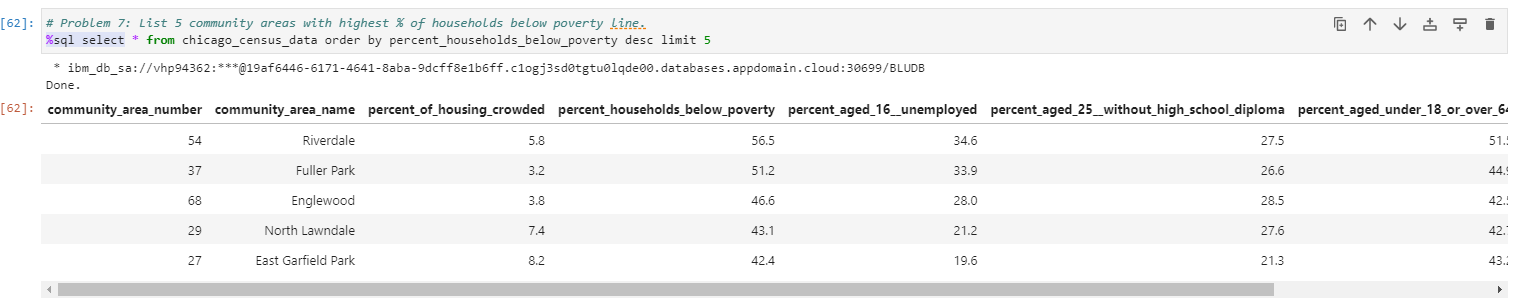 [62]: # Problem 7: List 5 community areas with highest % of households below poverty line.
%sql select * from chicago_census_data order by percent_households_below_poverty desc limit 5
* ibm_db_sa://vhp94362:***@19af6446-6171-4641-8aba-9dcff8e1b6ff.c1ogj3sd0tgtu0lqde00.databases.appdomain.cloud:30699/BLUDB
Done.
[62]: community_area_number community_area_name percent_of_housing_crowded percent_households_below_poverty percent_aged_16__unemployed percent_aged_25__without_high_school_diploma percent_aged_under_18_or_over_64
54 Riverdale 5.8 56.5 34.6 27.5 51.
37 Fuller Park 3.2 51.2 33.9 26.6 44.
68 Englewood 3.8 46.6 28.0 28.5 42.
29 North Lawndale 7.4 43.1 21.2 27.6 42.
27 East Garfield Park 8.2 42.4 19.6 21.3 43.